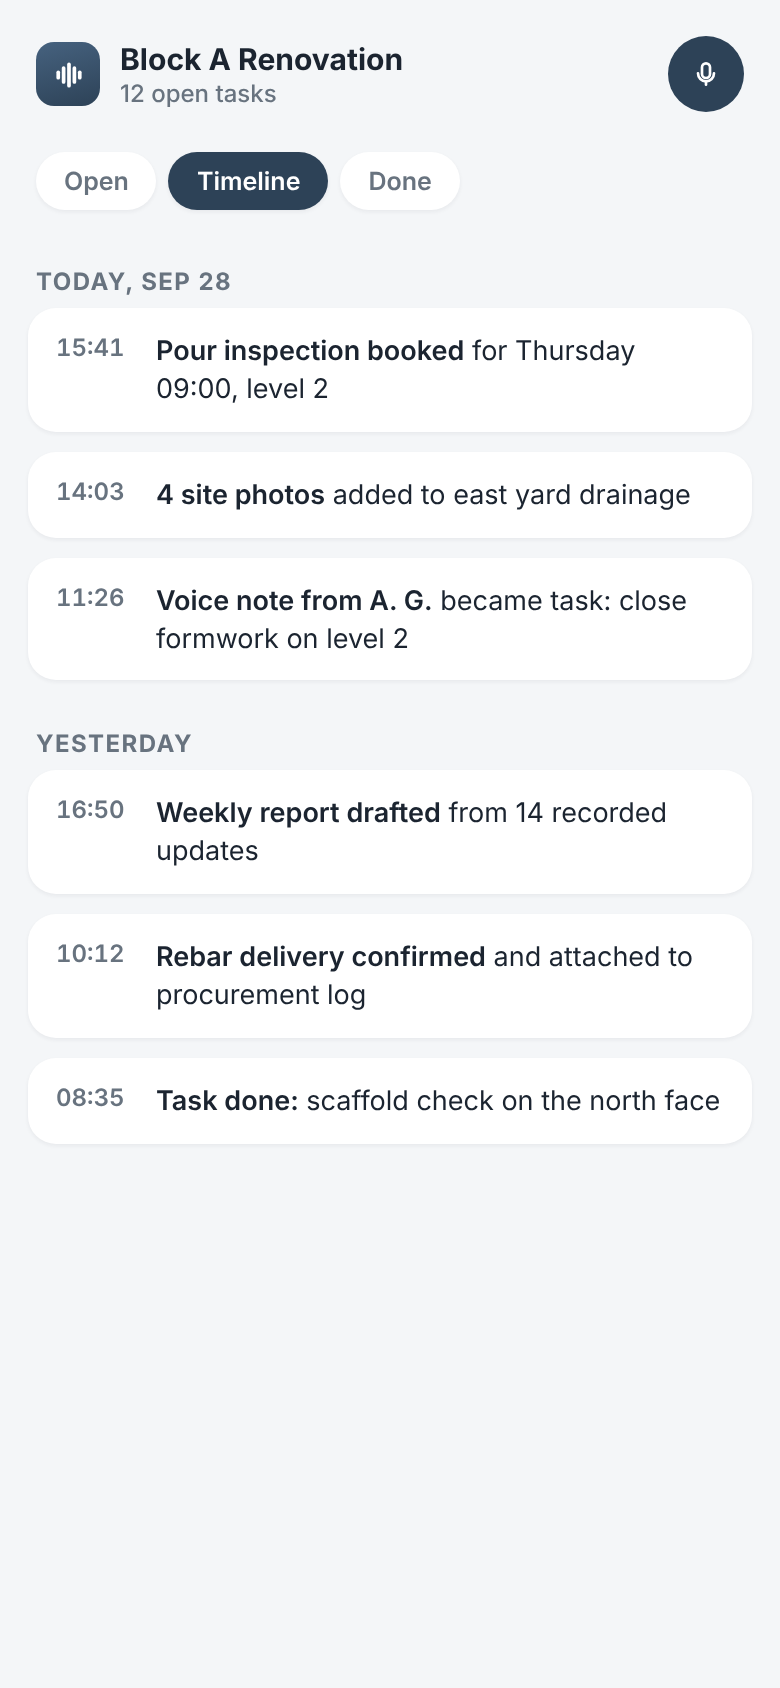 Block A Renovation
12 open tasks
Open Timeline Done
TODAY, SEP 28
15:41 Pour inspection booked for Thursday
09:00, level 2
14:03 4 site photos added to east yard drainage
11:26 Voice note from A. G. became task: close
formwork on level 2
YESTERDAY
16:50 Weekly report drafted from 14 recorded
updates
10:12 Rebar delivery confirmed and attached to
procurement log
08:35 Task done: scaffold check on the north face